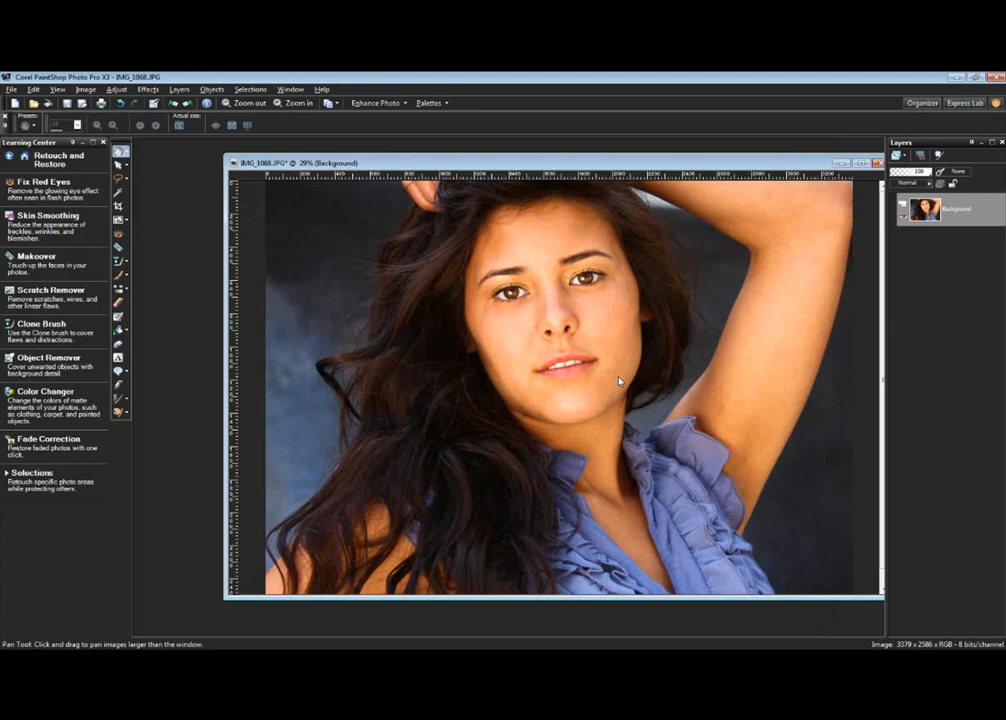 Corel PaintShop Photo Pro X3 - IMG_1068.JPG
File Edit View Image Adjust Effects Layers Objects Selections Window Help
Zoom out Zoom in Enhance Photo Palettes Organizer Express Lab
Presets: Actual size:
Learning Center
Retouch and
Restore
Fix Red Eyes
Remove the glowing eye effect
often seen in flash photos.
Skin Smoothing
Reduce the appearance of
freckles, wrinkles, and
blemishes.
Makeover
Touch-up the faces in your
photos.
Scratch Remover
Remove scratches, wires, and
other linear flaws.
Clone Brush
Use the Clone brush to cover
flaws and distortions.
Object Remover
Cover unwanted objects with
background detail.
Color Changer
Change the colors of matte
elements of your photos, such
as clothing, carpet, and painted
objects.
Fade Correction
Restore faded photos with one
click.
Selections
Retouch specific photo areas
while protecting others.
IMG_1068.JPG* @ 29% (Background)
Layers
100 None
Normal
Background
Pan Tool: Click and drag to pan images larger than the window.
Image: 3379 x 2586 x RGB - 8 bits/channel